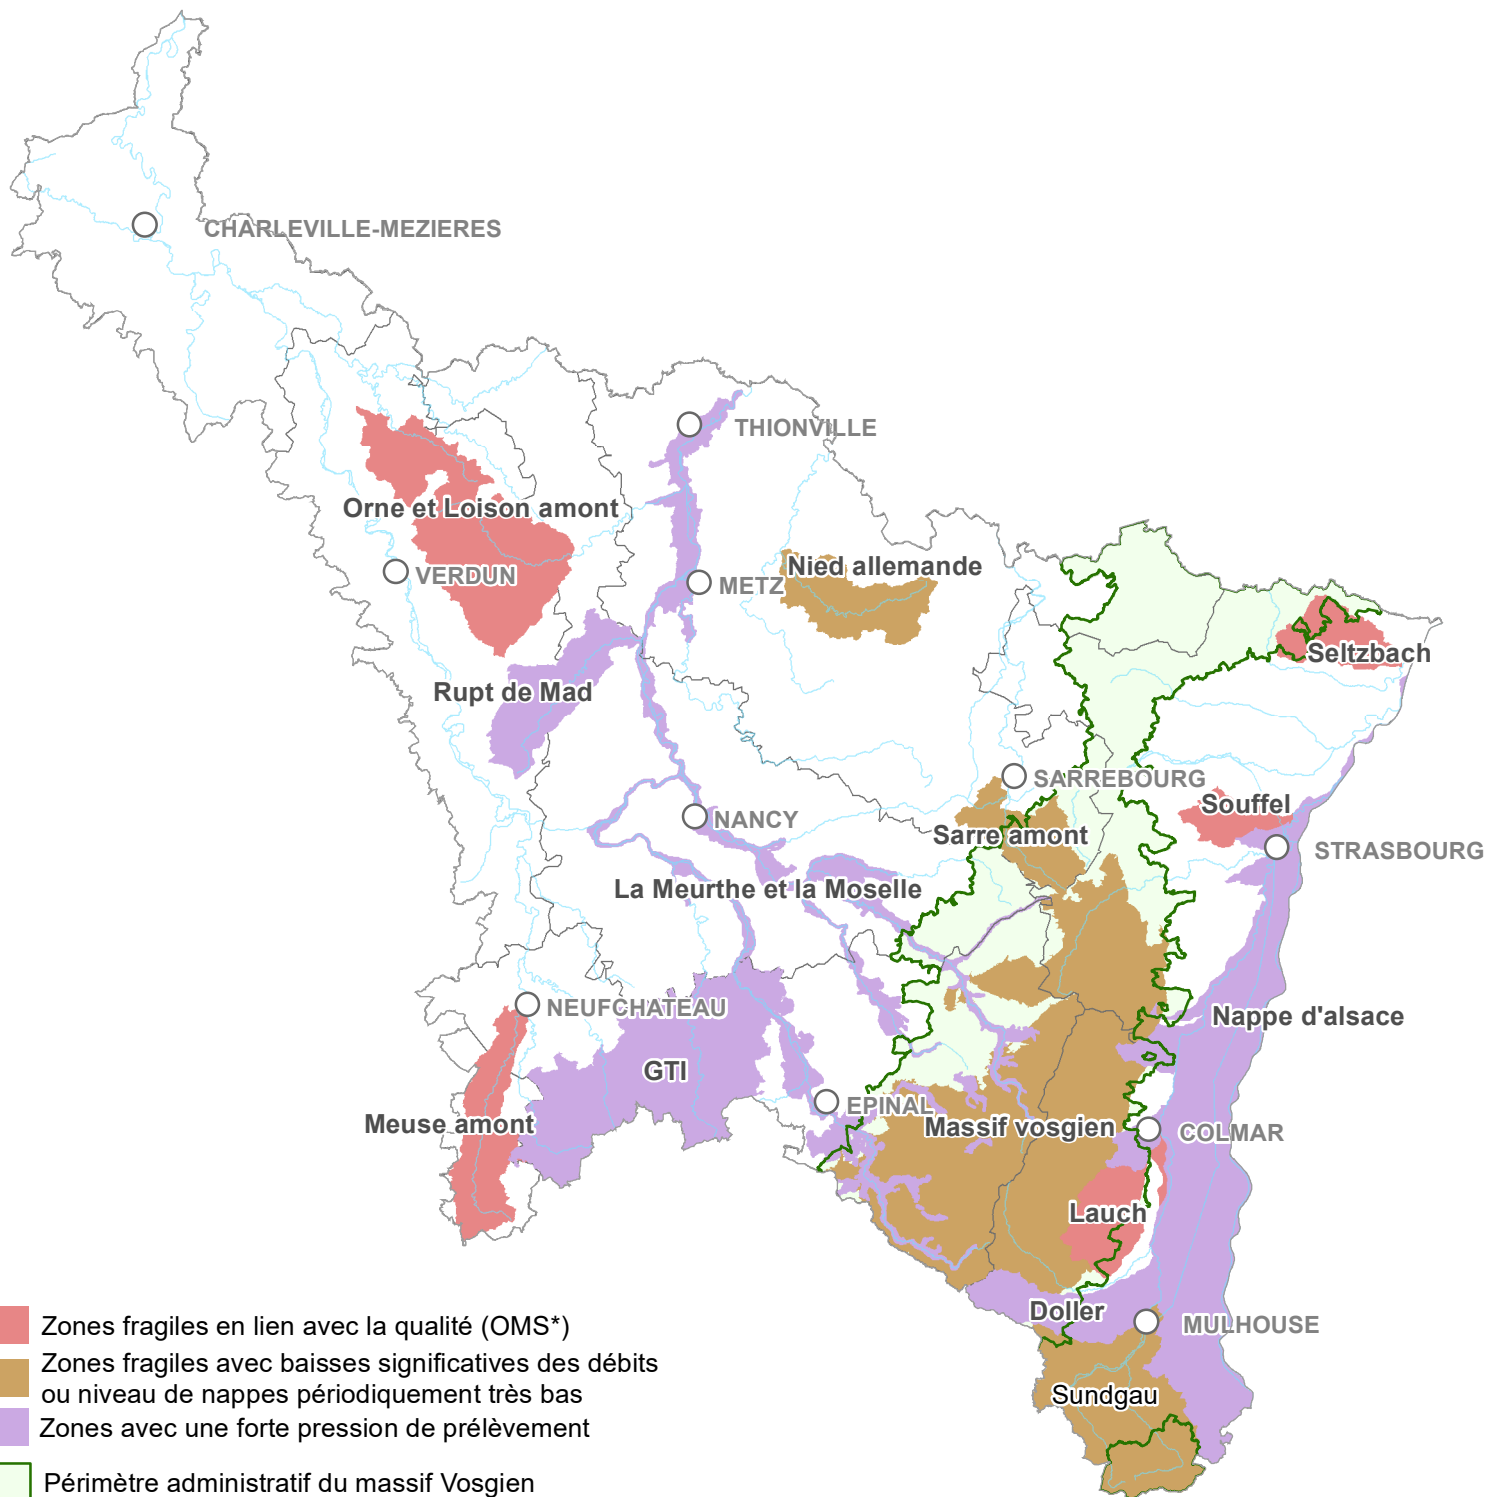 CHARLEVILLE-MEZIERES
THIONVILLE
Orne et Loison amont
Nied allemande
VERDUN
METZ
Seltzbach
Rupt de Mad
SARREBOURG
Souffel
NANCY
Sarre amont
STRASBOURG
La Meurthe et la Moselle
NEUFCHATEAU
Nappe d'alsace
GTI
EPINAL
Meuse amont
Massif vosgien
COLMAR
Lauch
Doller
MULHOUSE
Sundgau
Zones fragiles en lien avec la qualité (OMS*)
Zones fragiles avec baisses significatives des débits
ou niveau de nappes périodiquement très bas
Zones avec une forte pression de prélèvement
Périmètre administratif du massif Vosgien